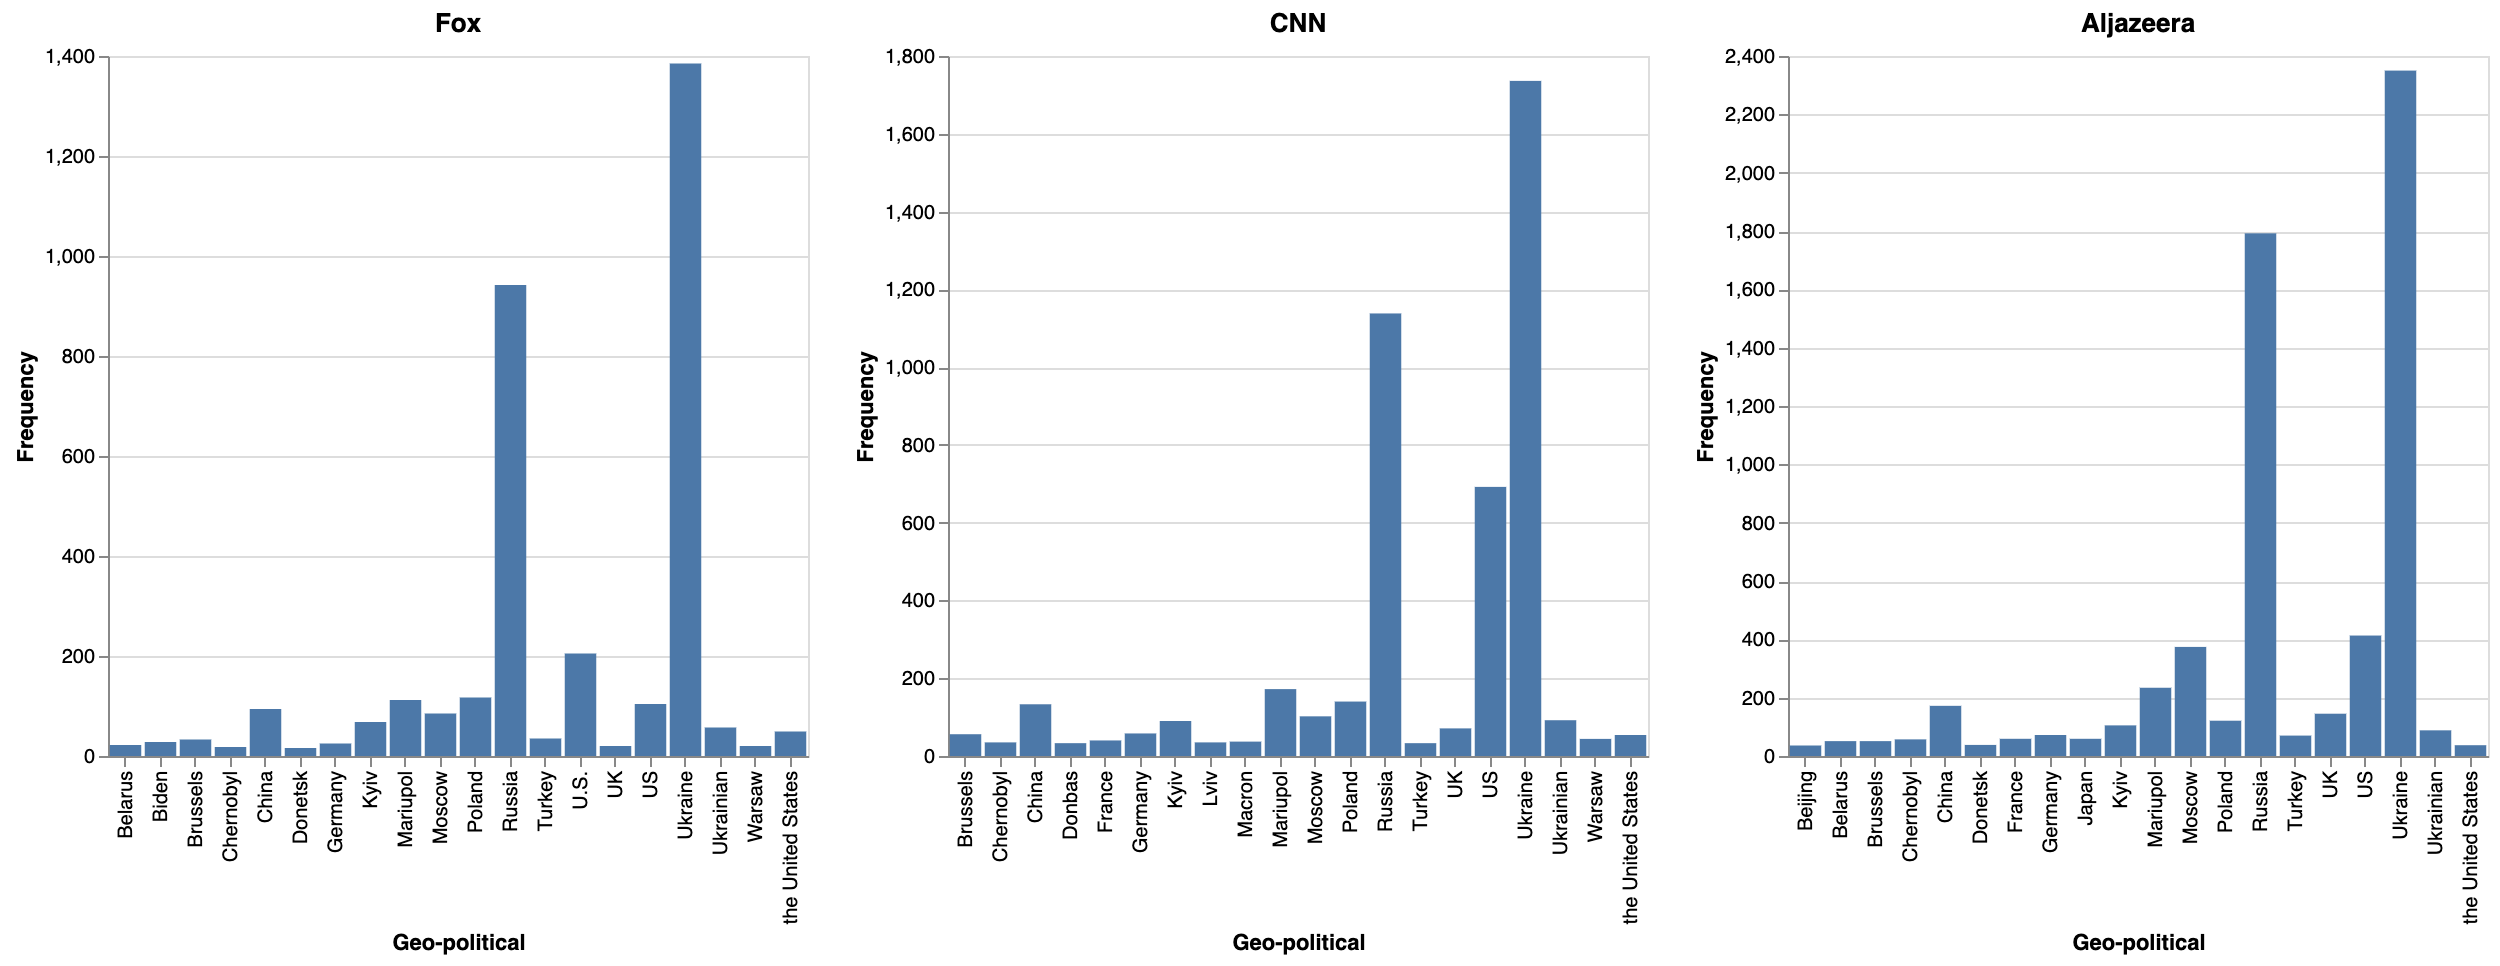 Fox
1,400
1,200
1,000
800
600
400
200
0
Frequency
Belarus
Biden
Brussels
Chernobyl
China
Donetsk
Germany
Kyiv
Mariupol
Moscow
Poland
Russia
Turkey
U.S.
UK
US
Ukraine
Ukrainian
Warsaw
the United States
Geo-political
CNN
1,800
1,600
1,400
1,200
1,000
800
600
400
200
0
Frequency
Brussels
Chernobyl
China
Donbas
France
Germany
Kyiv
Lviv
Macron
Mariupol
Moscow
Poland
Russia
Turkey
UK
US
Ukraine
Ukrainian
Warsaw
the United States
Geo-political
Aljazeera
2,400
2,200
2,000
1,800
1,600
1,400
1,200
1,000
800
600
400
200
0
Frequency
Beijing
Belarus
Brussels
Chernobyl
China
Donetsk
France
Germany
Japan
Kyiv
Mariupol
Moscow
Poland
Russia
Turkey
UK
US
Ukraine
Ukrainian
the United States
Geo-political